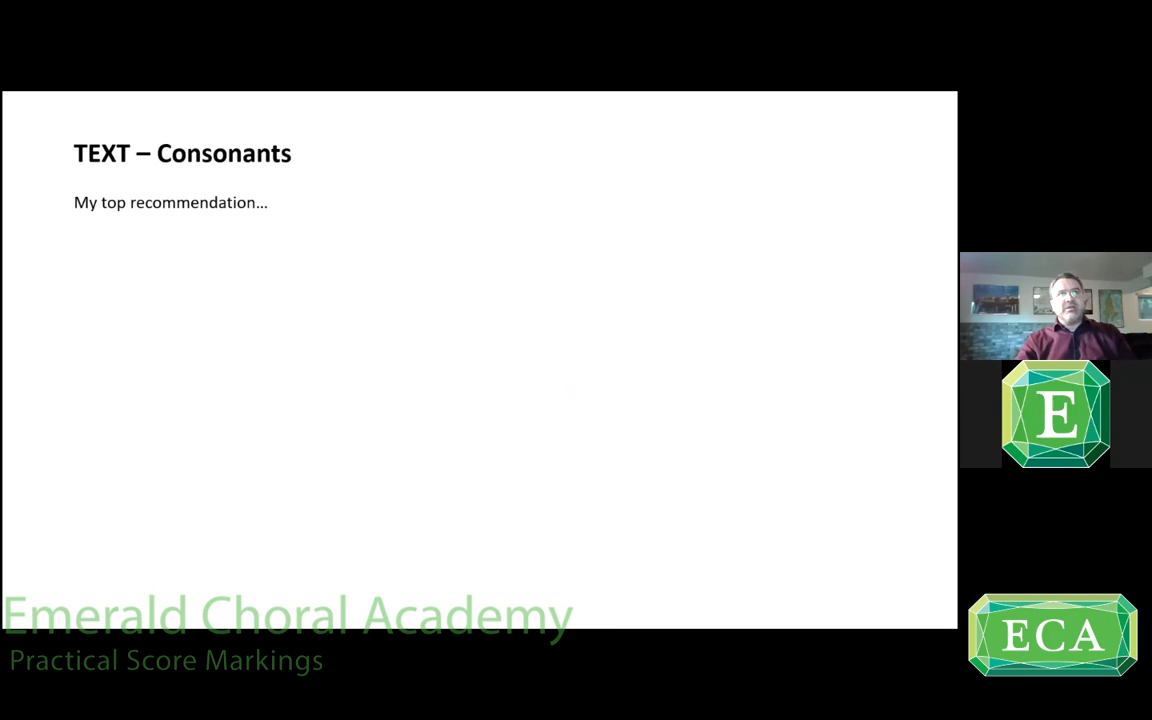 TEXT – Consonants
My top recommendation...
E
Emerald Choral Academy
Practical Score Markings
ECA